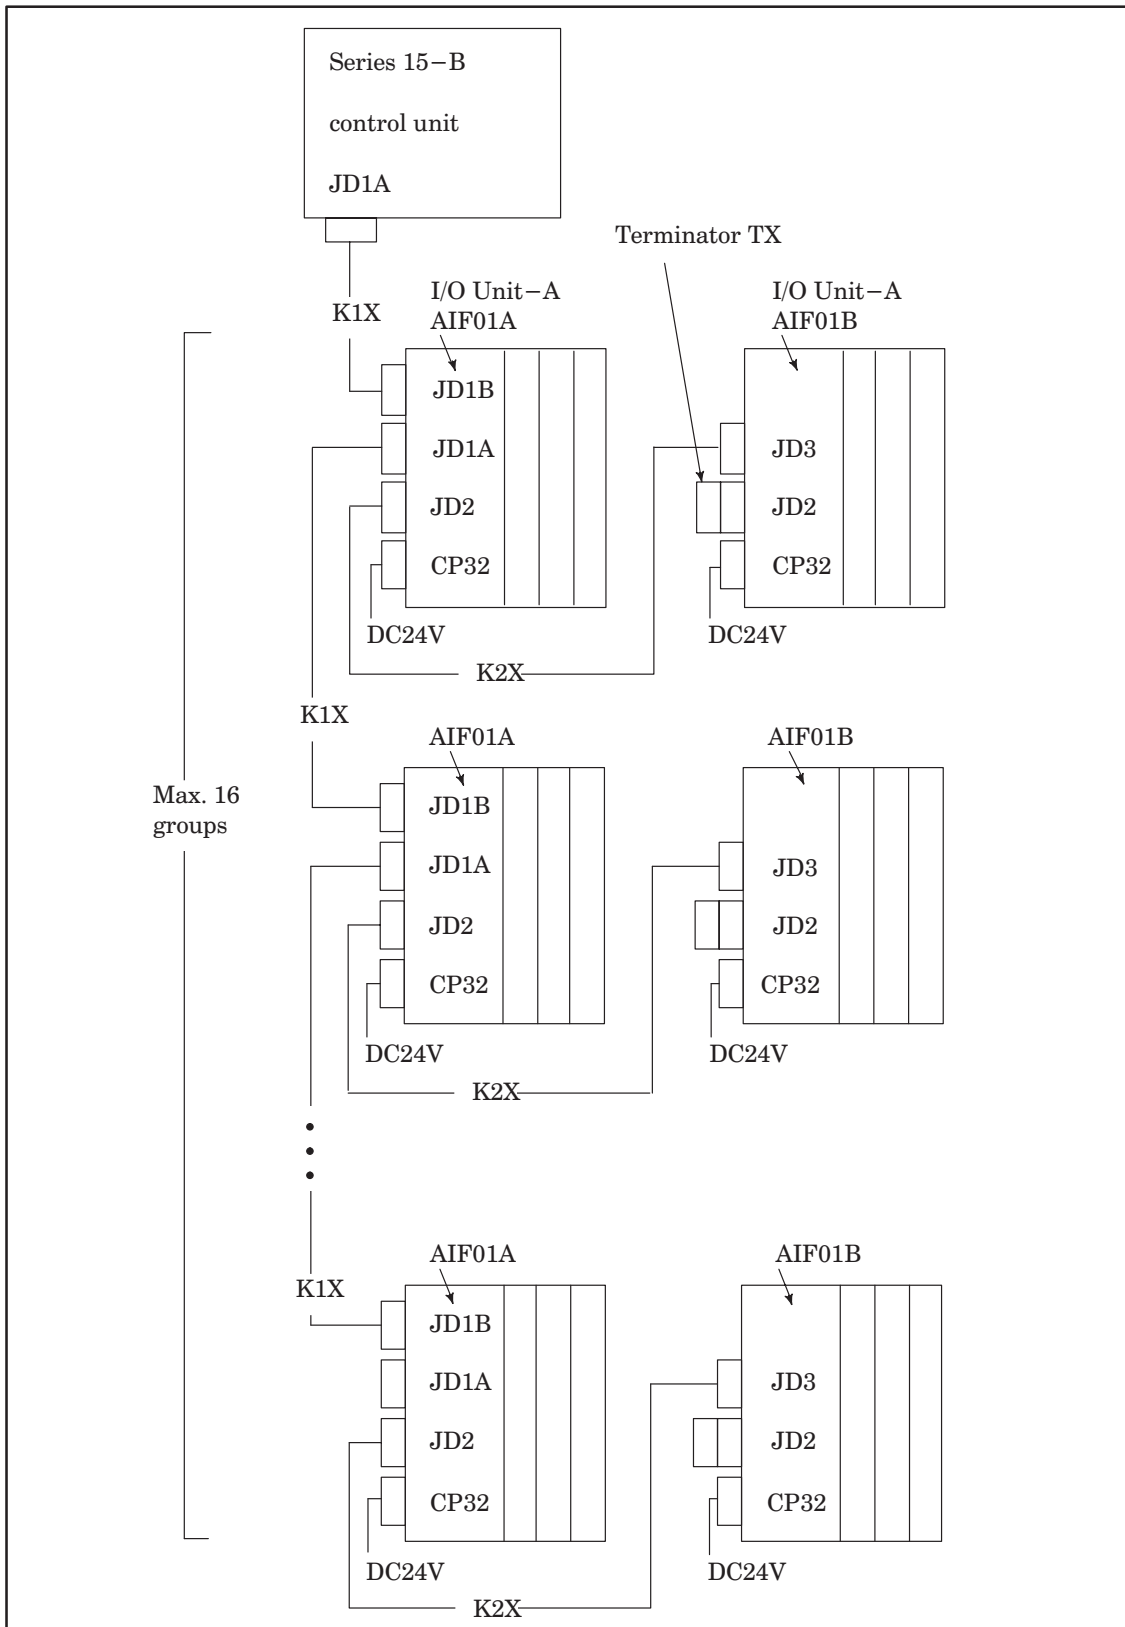 Series 15−B
control unit
JD1A
Terminator TX
I/O Unit−A
AIF01A
I/O Unit−A
AIF01B
K1X
JD1B
JD1A
JD2
CP32
DC24V
JD3
JD2
CP32
DC24V
K2X
K1X
Max. 16
groups
AIF01A
JD1B
JD1A
JD2
CP32
DC24V
AIF01B
JD3
JD2
CP32
DC24V
K2X
K1X
AIF01A
JD1B
JD1A
JD2
CP32
DC24V
AIF01B
JD3
JD2
CP32
DC24V
K2X